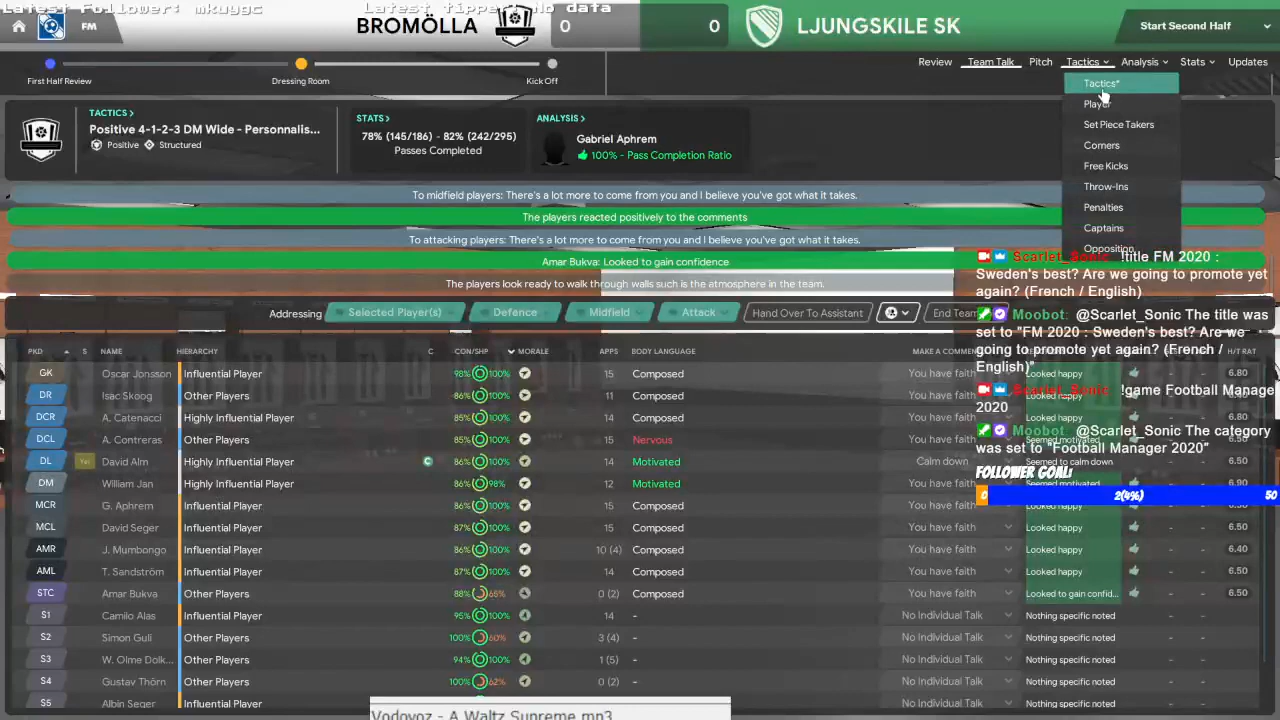 Latest Follower: mkuygc
Latest Tipper: No data
FM
BROMÖLLA
0
0
LJUNGSKILE SK
Start Second Half
First Half Review
Dressing Room
Kick Off
Review
Team Talk
Pitch
Tactics
Analysis
Stats
Updates
Tactics*
Player
Set Piece Takers
Corners
Free Kicks
Throw-Ins
Penalties
Captains
Opposition
TACTICS >
Positive 4-1-2-3 DM Wide - Personnalis...
Positive
Structured
STATS >
78% (145/186) - 82% (242/295)
Passes Completed
ANALYSIS >
Gabriel Aphrem
100% - Pass Completion Ratio
To midfield players: There's a lot more to come from you and I believe you've got what it takes.
The players reacted positively to the comments
To attacking players: There's a lot more to come from you and I believe you've got what it takes.
Amar Bukva: Looked to gain confidence
The players look ready to walk through walls such is the atmosphere in the team.
Addressing
Selected Player(s)
Defence
Midfield
Attack
Hand Over To Assistant
End Team
Scarlet_Sonic: !title FM 2020 :
Sweden's best? Are we going to promote yet
again? (French / English)
Moobot: @Scarlet_Sonic The title was
set to "FM 2020 : Sweden's best? Are we
going to promote yet again? (French /
English)"
Scarlet_Sonic: !game Football Manager
2020
Moobot: @Scarlet_Sonic The category
was set to "Football Manager 2020"
FOLLOWER GOAL:
0
2(4%)
50
PKD S NAME HIERARCHY C CON/SHP MORALE APPS BODY LANGUAGE MAKE A COMMEN H/T RAT
GK Oscar Jonsson Influential Player 98% 100% 15 Composed You have faith Looked happy 6.80
DR Isac Skoog Other Players 86% 100% 11 Composed Looked happy
DCR A. Catenacci Highly Influential Player 85% 100% 14 Composed 6.80
DCL A. Contreras Other Players 85% 100% 15 Nervous
DL Yel David Alm Highly Influential Player C 86% 100% 14 Motivated Calm down Seemed to calm down 6.50
DM William Jan Highly Influential Player 86% 98% 12 Motivated You have faith Seemed motivated 6.90
MCR G. Aphrem Influential Player 86% 100% 15 Composed You have faith Looked happy 6.50
MCL David Seger Influential Player 87% 100% 15 Composed You have faith Looked happy - - 6.50
AMR J. Mumbongo Influential Player 86% 100% 10 (4) Composed You have faith Looked happy - - 6.40
AML T. Sandström Influential Player 87% 100% 14 Composed You have faith Looked happy - - 6.50
STC Amar Bukva Other Players 88% 68% 0 (2) Composed You have faith Looked to gain confid... - - 6.50
S1 Camilo Alas Influential Player 95% 100% 14 - No Individual Talk Nothing specific noted - - -
S2 Simon Guli Other Players 100% 60% 3 (4) - No Individual Talk Nothing specific noted - - -
S3 W. Olme Dolk... Other Players 94% 100% 1 (5) - No Individual Talk Nothing specific noted - - -
S4 Gustav Thörn Other Players 100% 62% 0 (2) - No Individual Talk Nothing specific noted - - -
S5 Albin Seger Influential Player No Individual Talk Nothing specific noted
Vodovoz - A Waltz Supreme.mp3